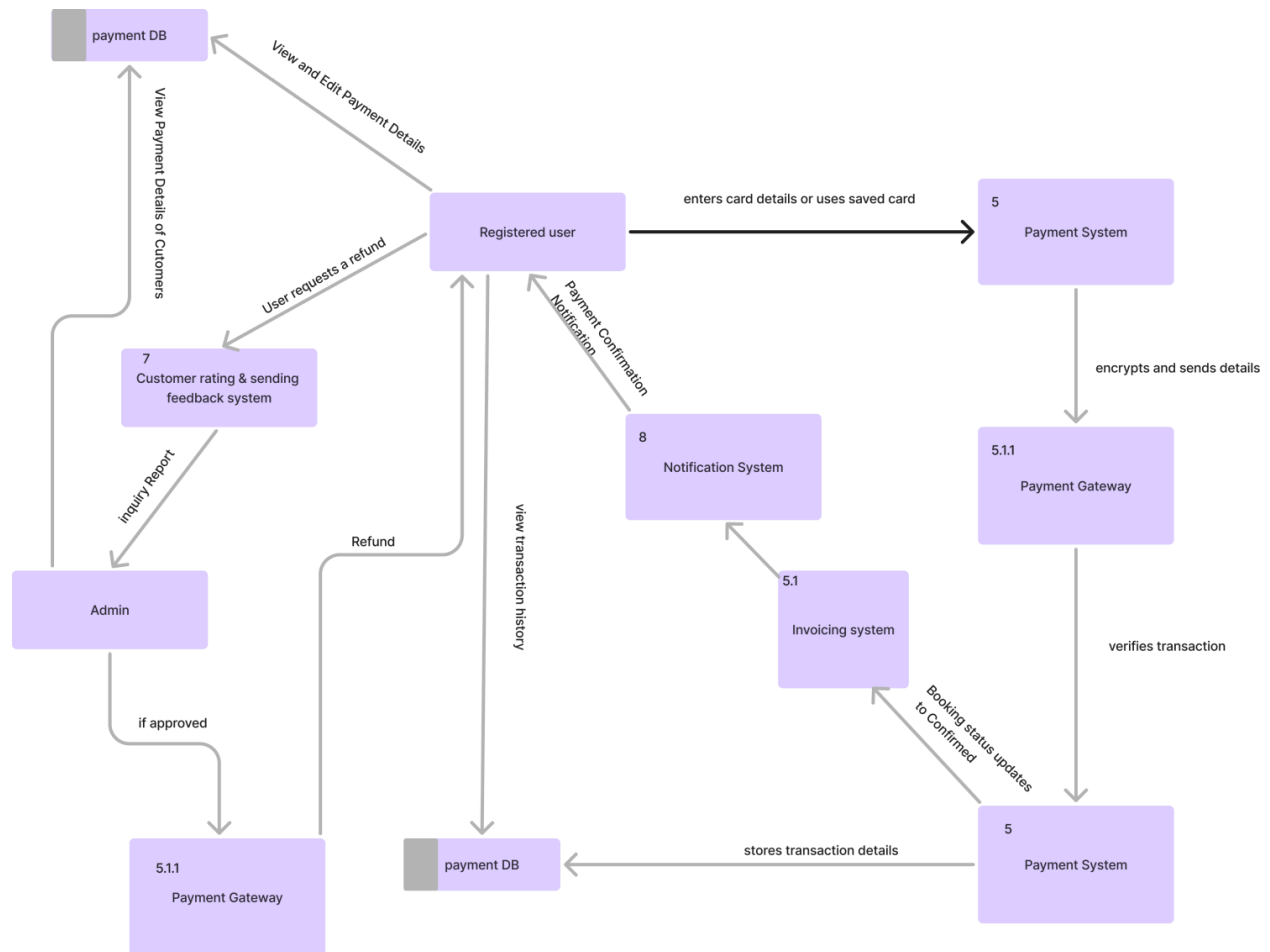 payment DB
View and Edit Payment Details
View Payment Details of Cutomers
enters card details or uses saved card
5
Payment System
Registered user
User requests a refund
encrypts and sends details
Payment Confirmation
Notification
7
Customer rating & sending
feedback system
8
Notification System
5.1.1
Payment Gateway
inquiry Report
Refund
view transaction history
5.1
Invoicing system
Admin
verifies transaction
Booking status updates
to Confirmed
if approved
5
Payment System
stores transaction details
payment DB
5.1.1
Payment Gateway